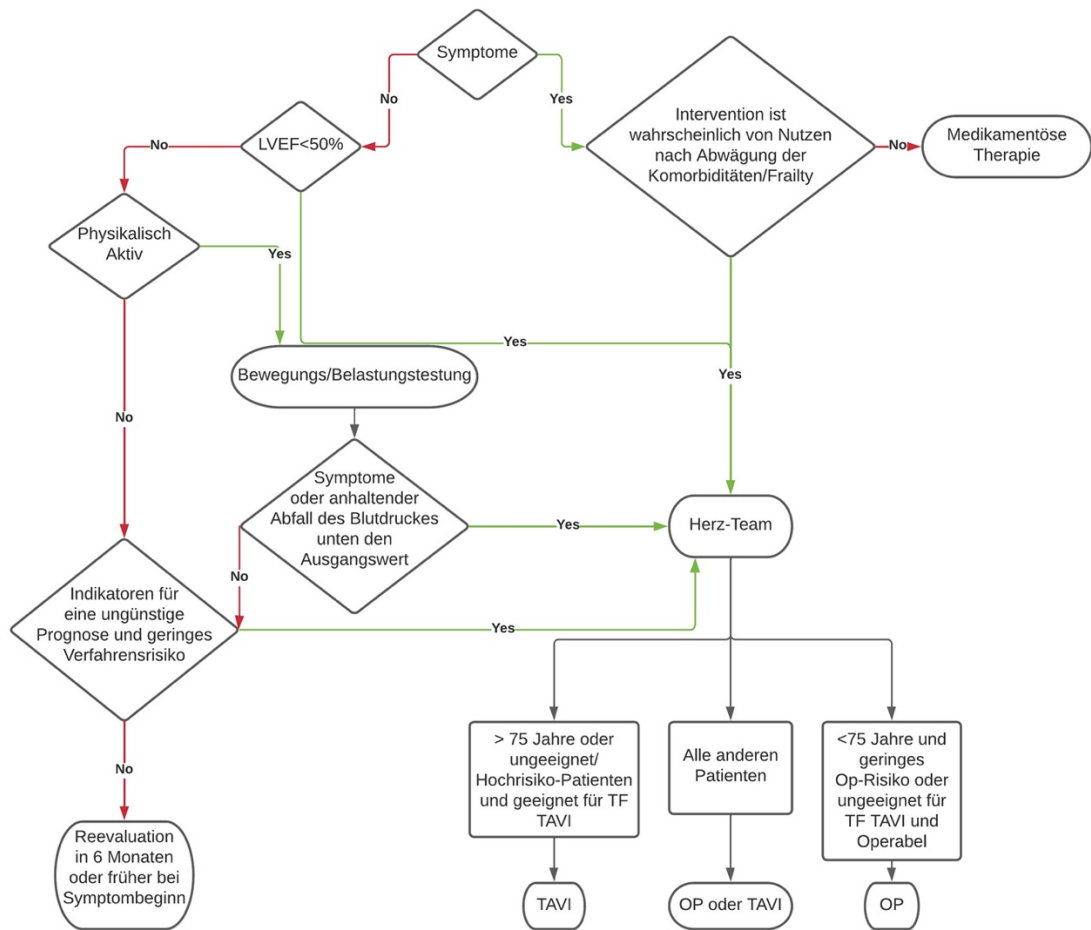 Symptome
No
Yes
LVEF<50%
Intervention ist
wahrscheinlich von Nutzen
nach Abwägung der
Komorbiditäten/Frailty
No
Medikamentöse
Therapie
No
Physikalisch
Aktiv
Yes
Yes
Yes
Bewegungs/Belastungstestung
No
Symptome
oder anhaltender
Abfall des Blutdruckes
unten den
Ausgangswert
Yes
Herz-Team
No
Indikatoren für
eine ungünstige
Prognose und geringes
Verfahrensrisiko
Yes
No
> 75 Jahre oder
ungeeignet/
Hochrisiko-Patienten
und geeignet für TF
TAVI
Alle anderen
Patienten
<75 Jahre und
geringes
Op-Risiko oder
ungeeignet für
TF TAVI und
Operabel
Reevaluation
in 6 Monaten
oder früher bei
Symptombeginn
TAVI
OP oder TAVI
OP